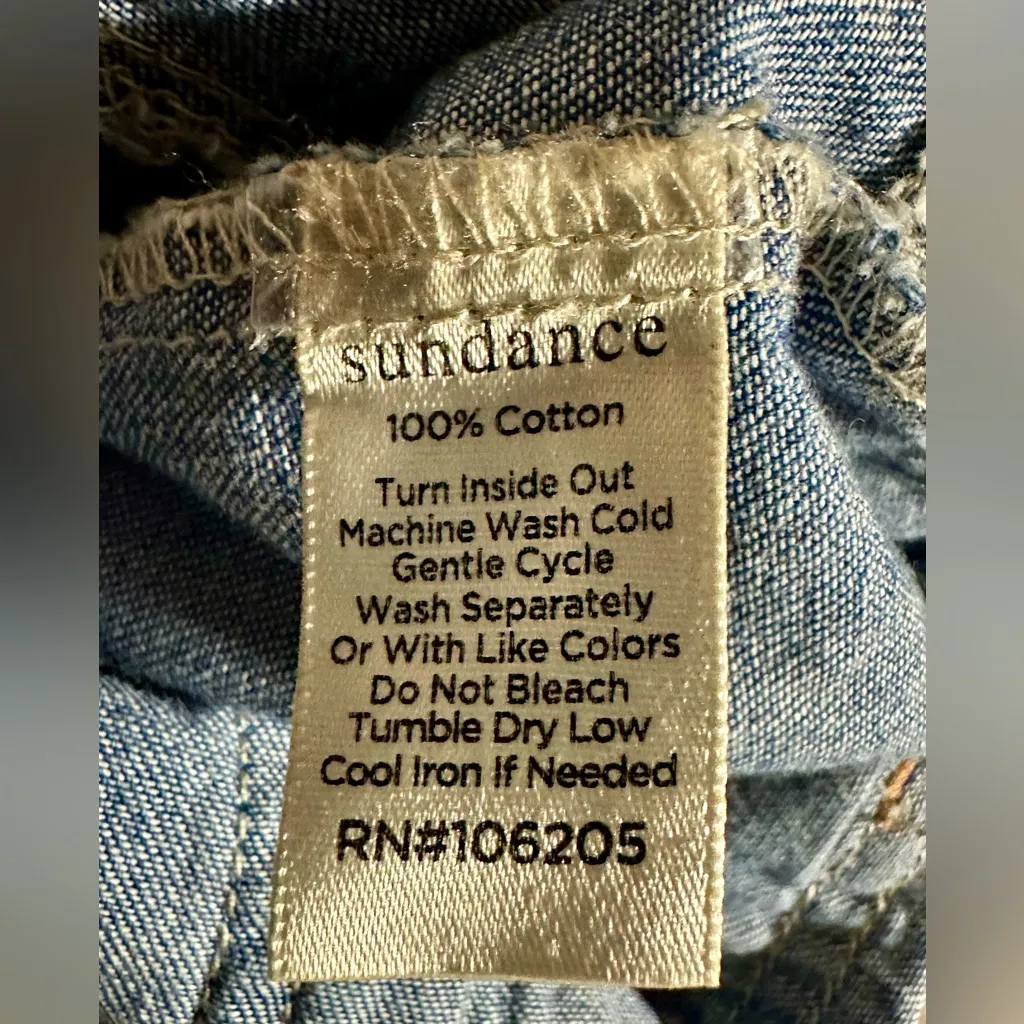 sundance
100% Cotton
Turn Inside Out
Machine Wash Cold
Gentle Cycle
Wash Separately
Or With Like Colors
Do Not Bleach
Tumble Dry Low
Cool Iron If Needed
RN#106205